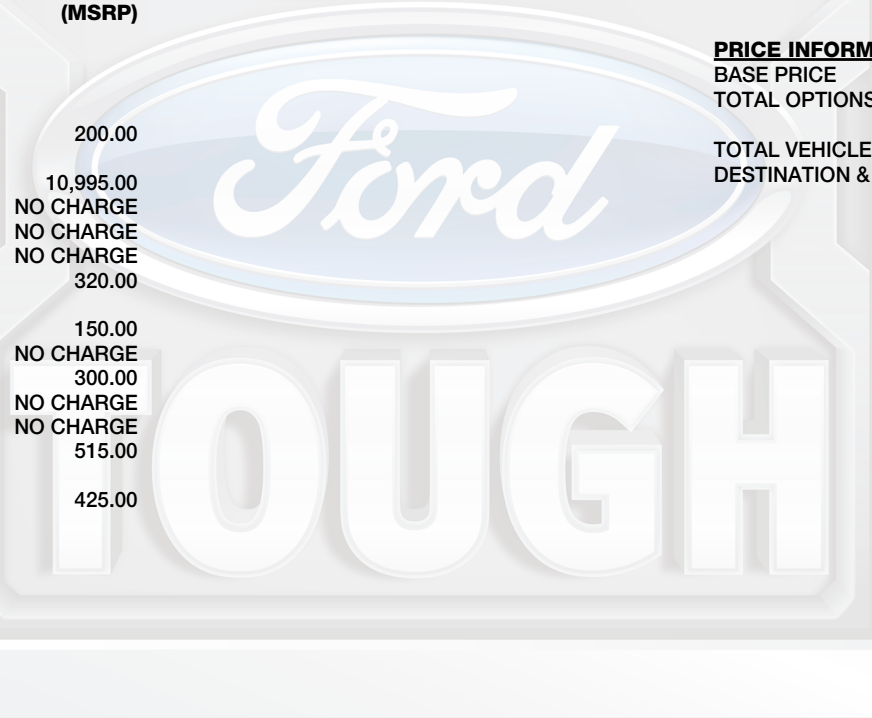 (MSRP)
200.00
10,995.00
NO CHARGE
NO CHARGE
NO CHARGE
320.00
150.00
NO CHARGE
300.00
NO CHARGE
NO CHARGE
515.00
425.00
PRICE INFORM
BASE PRICE
TOTAL OPTIONS
TOTAL VEHICLE
DESTINATION &
Ford
TOUGH